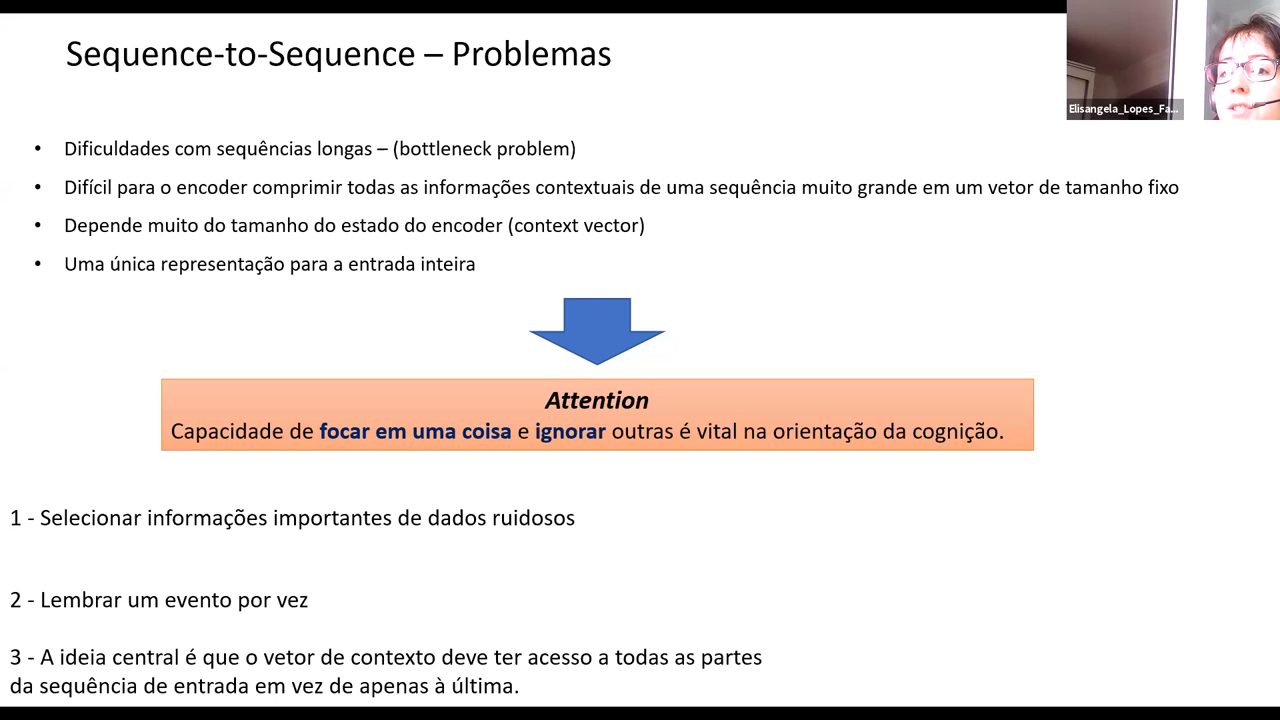 Sequence-to-Sequence – Problemas
Elisangela_Lopes_Fa...
• Dificuldades com sequências longas – (bottleneck problem)
• Difícil para o encoder comprimir todas as informações contextuais de uma sequência muito grande em um vetor de tamanho fixo
• Depende muito do tamanho do estado do encoder (context vector)
• Uma única representação para a entrada inteira
Attention
Capacidade de focar em uma coisa e ignorar outras é vital na orientação da cognição.
1 - Selecionar informações importantes de dados ruidosos
2 - Lembrar um evento por vez
3 - A ideia central é que o vetor de contexto deve ter acesso a todas as partes
da sequência de entrada em vez de apenas à última.